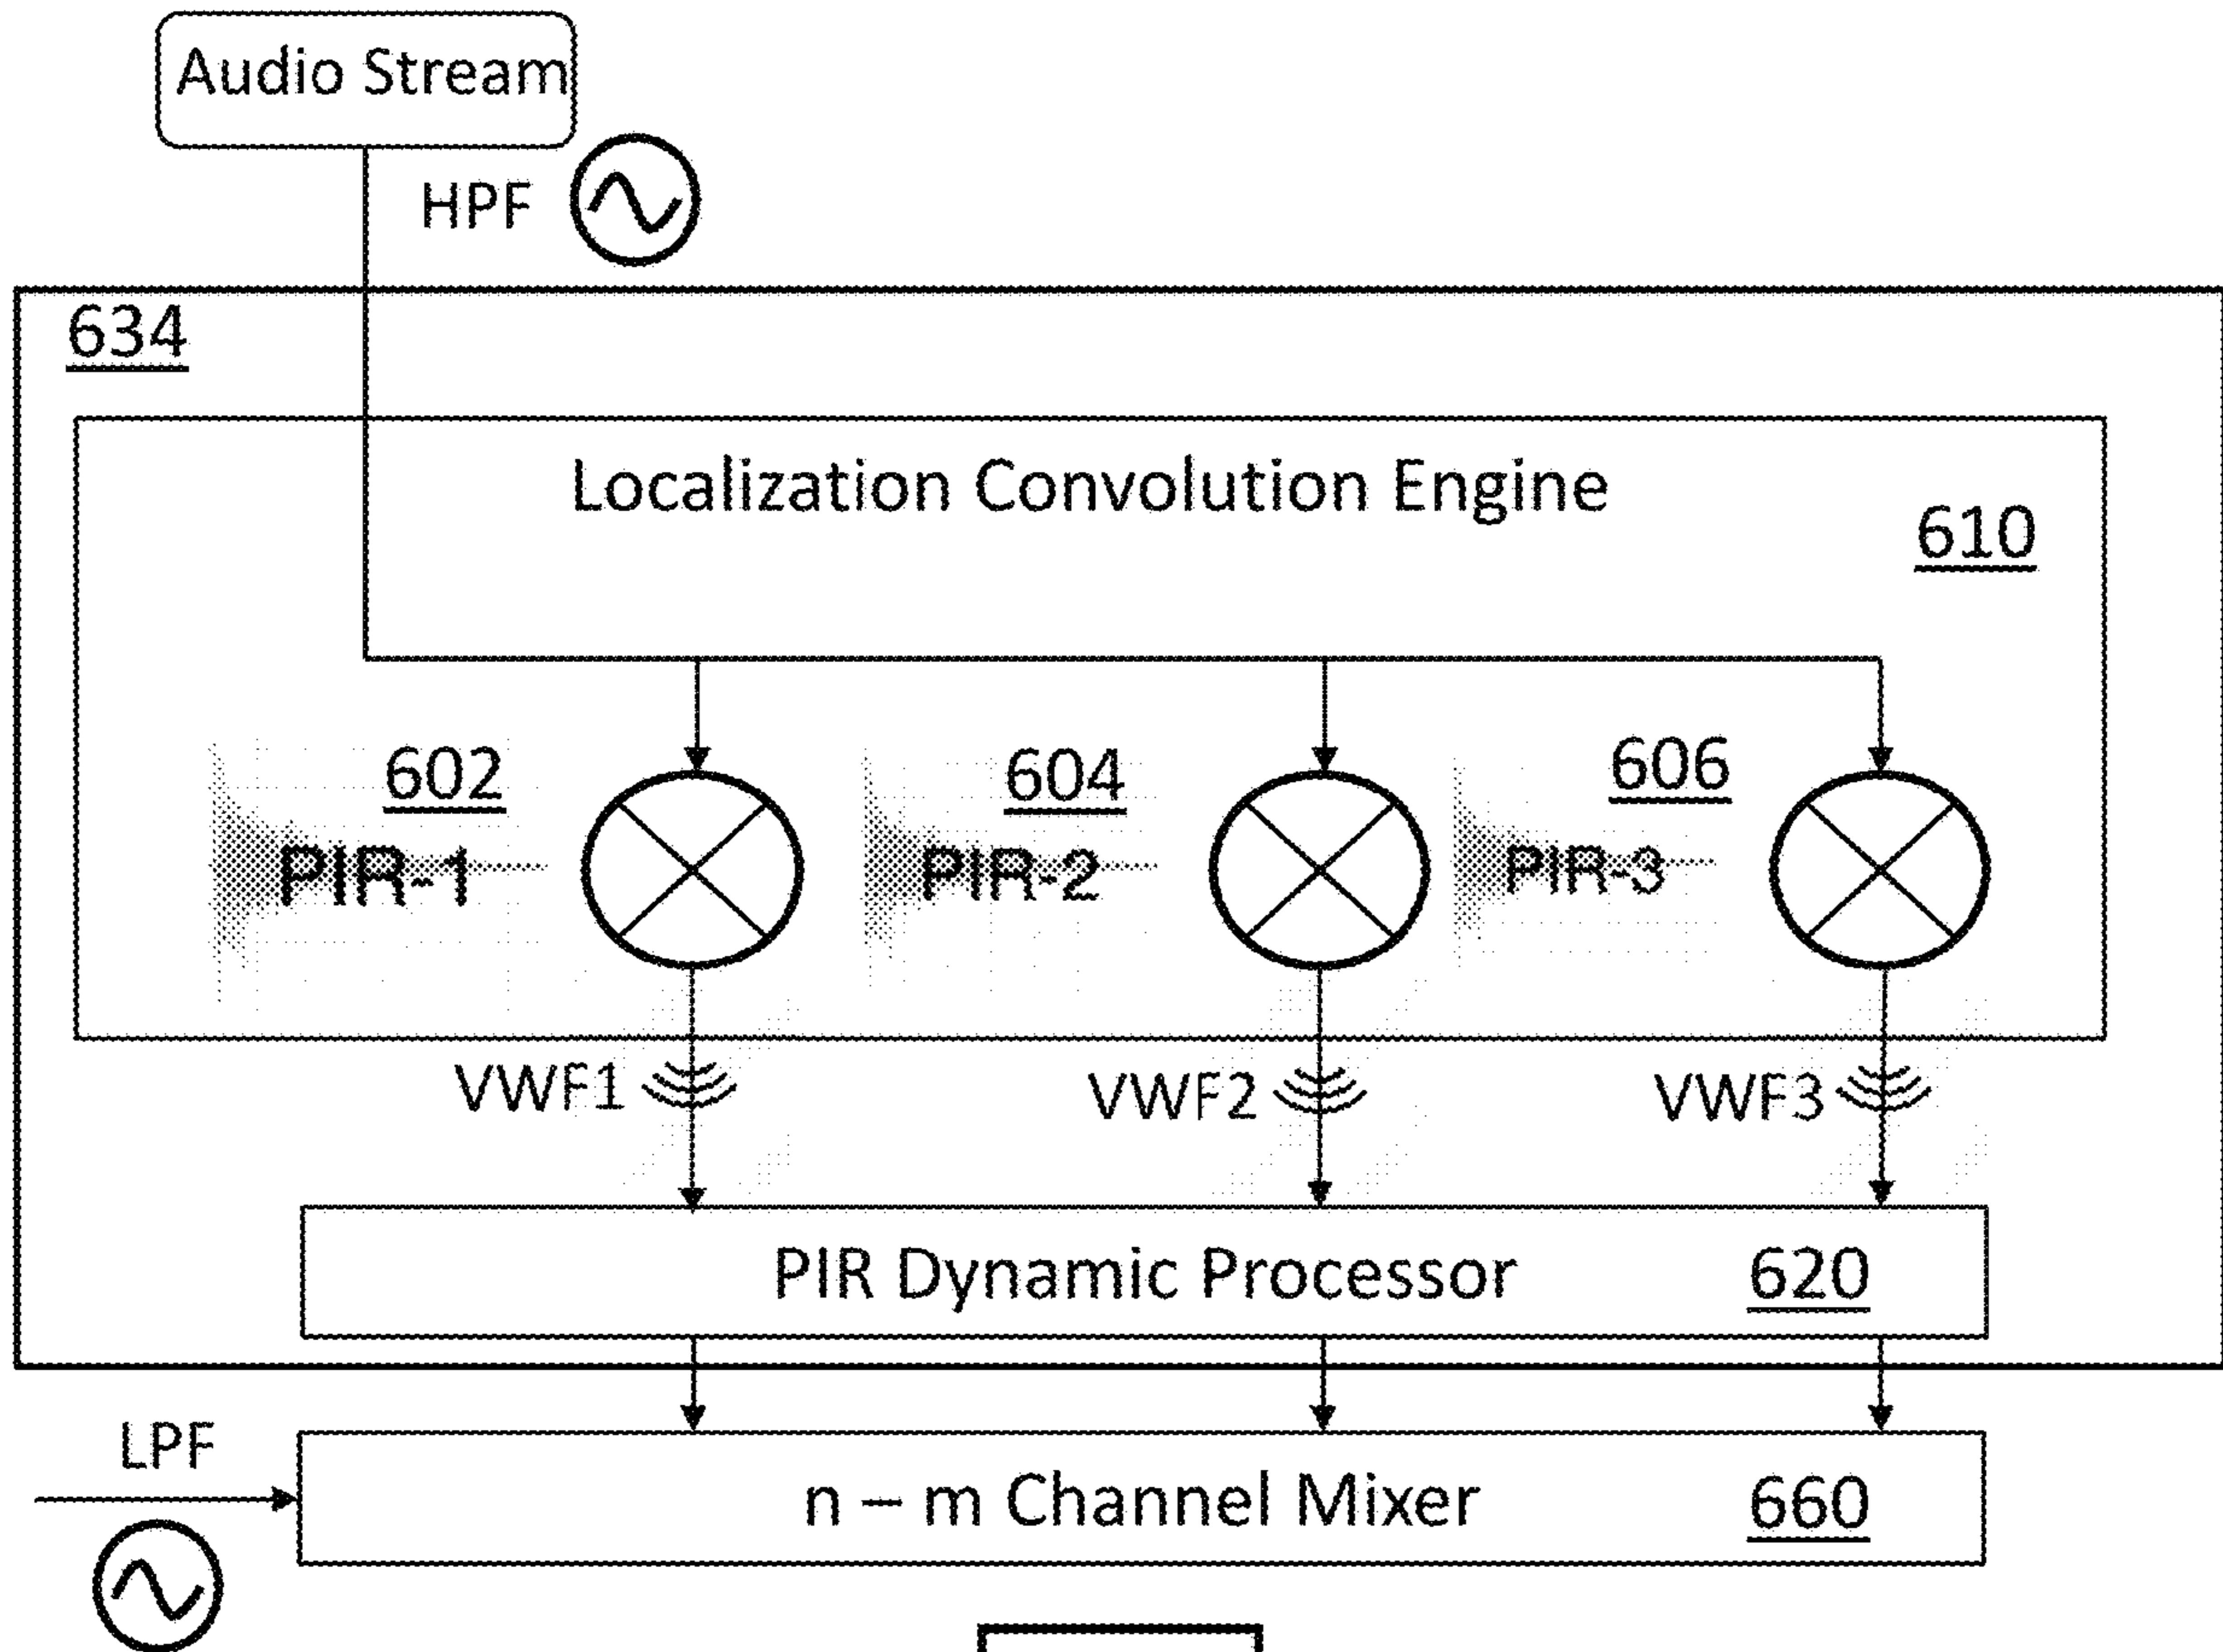 Audio Stream
HPF
634
Localization Convolution Engine
610
602
604
606
PIR-1
PIR-2
PIR-3
VWF1
VWF2
VWF3
PIR Dynamic Processor 620
LPF
n – m Channel Mixer 660